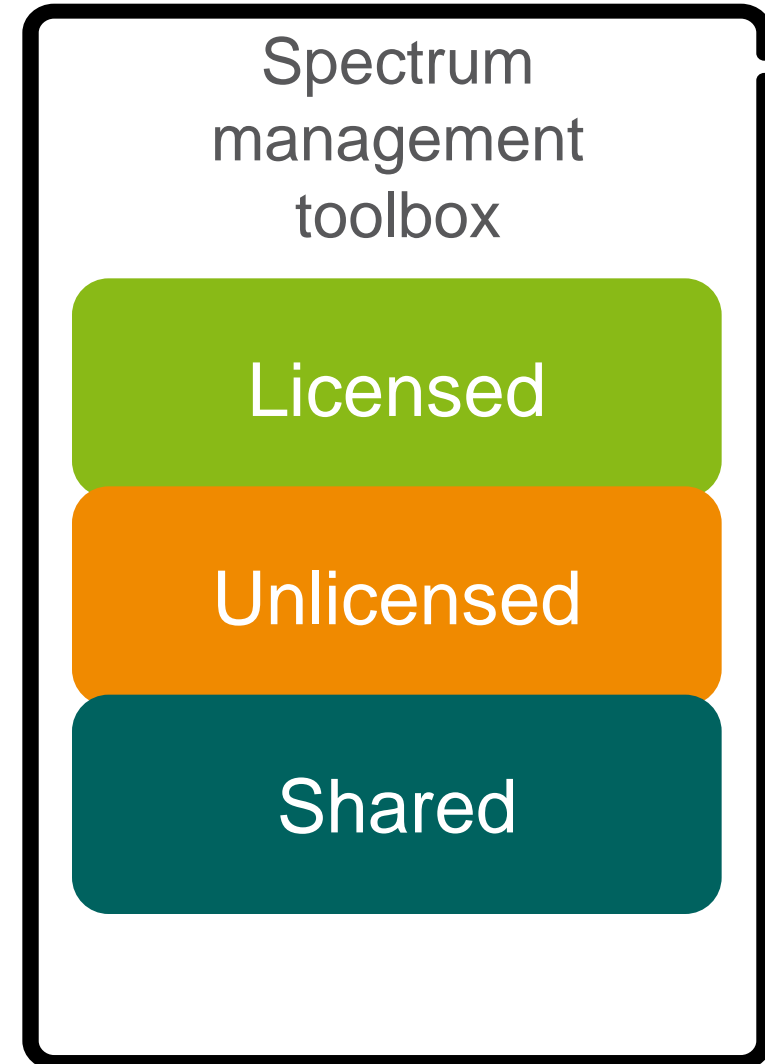 Spectrum
management
toolbox
Licensed
Unlicensed
Shared